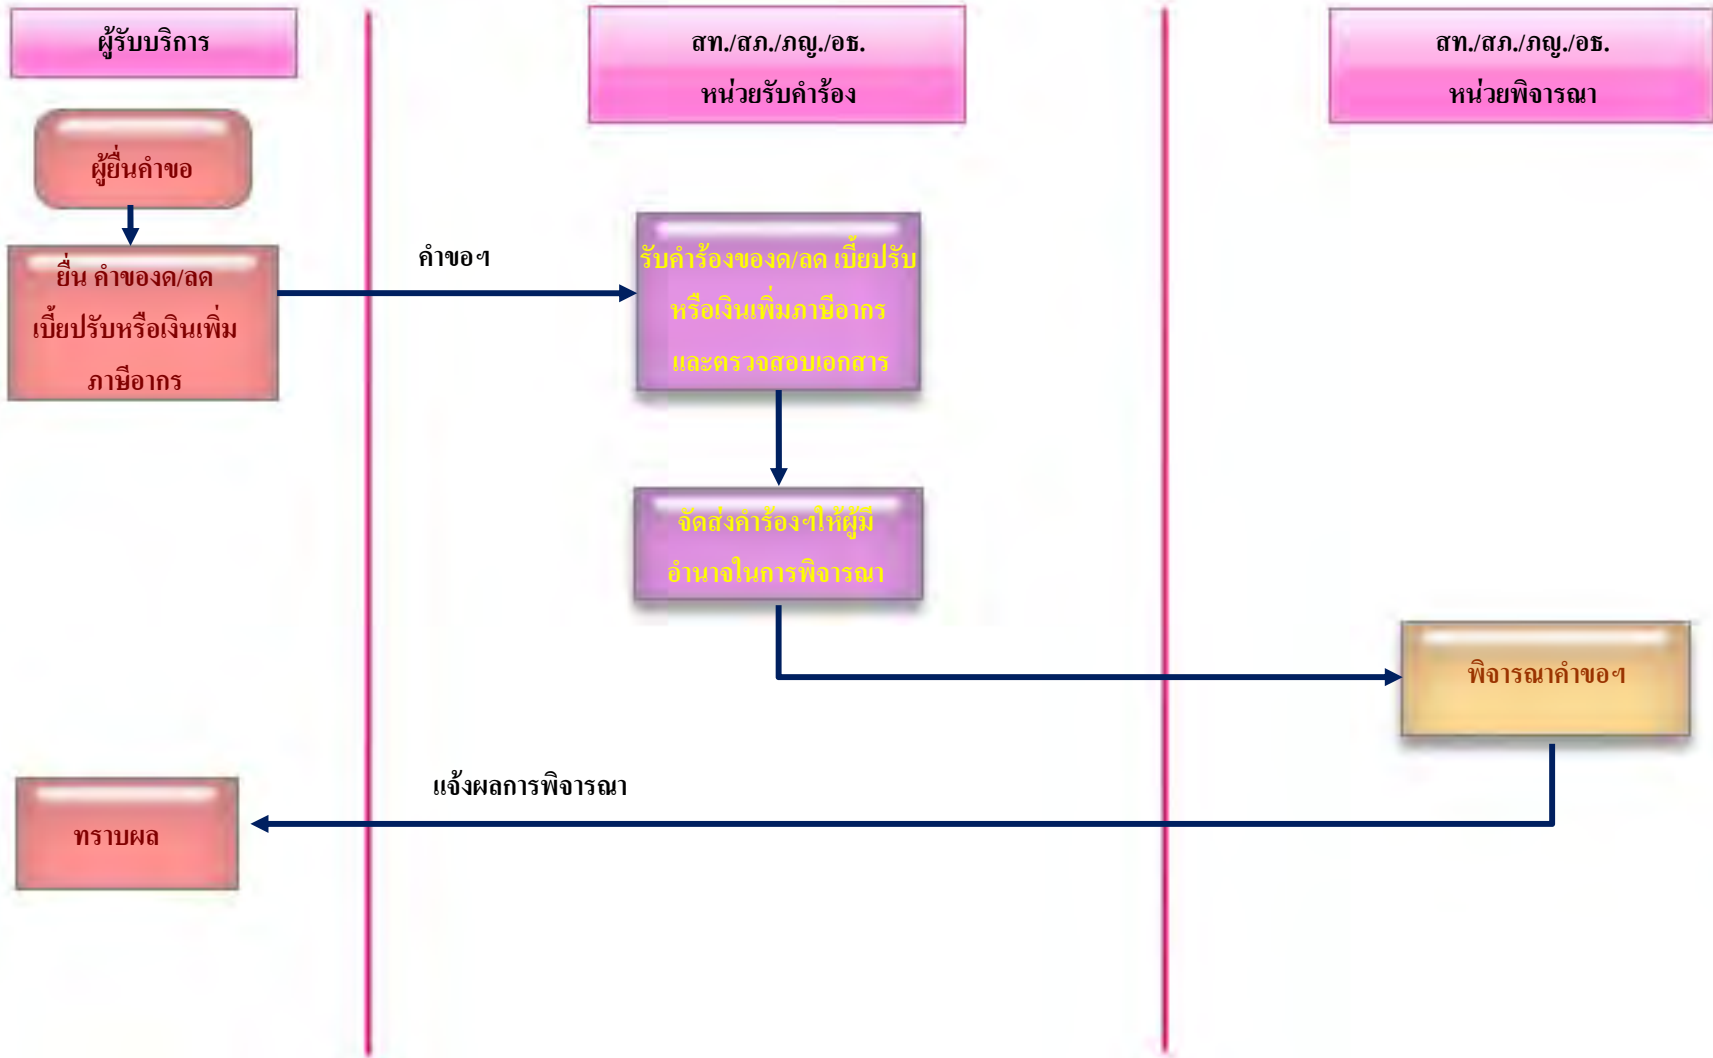 ผู้รับบริการ
สท./สภ./ภญ./อธ.
หน่วยรับคำร้อง
สท./สภ./ภญ./อธ.
หน่วยพิจารณา
ผู้ยื่นคำขอ
ยื่น คำของด/ลด
เบี้ยปรับหรือเงินเพิ่ม
ภาษีอากร
คำขอฯ
รับคำร้องของด/ลด เบี้ยปรับ
หรือเงินเพิ่มภาษีอากร
และตรวจสอบเอกสาร
จัดส่งคำร้องฯให้ผู้มี
อำนาจในการพิจารณา
พิจารณาคำขอฯ
แจ้งผลการพิจารณา
ทราบผล